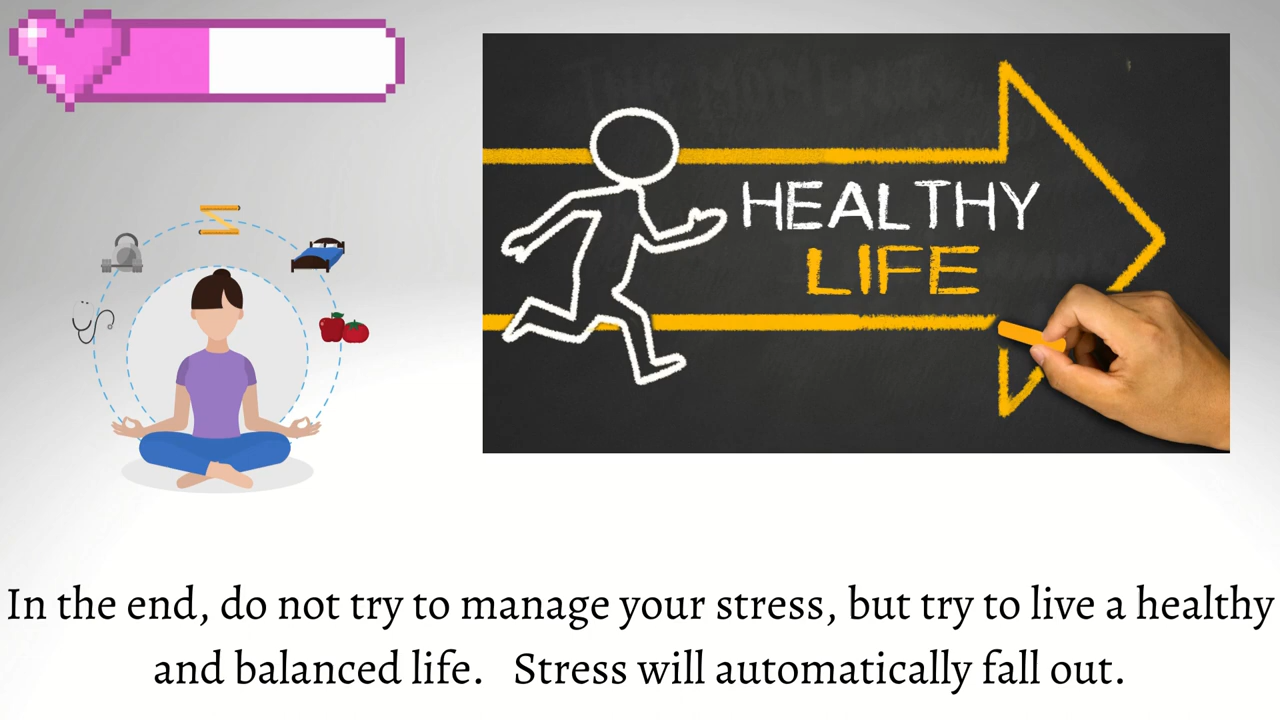 HEALTHY
LIFE
In the end, do not try to manage your stress, but try to live a healthy
and balanced life. Stress will automatically fall out.